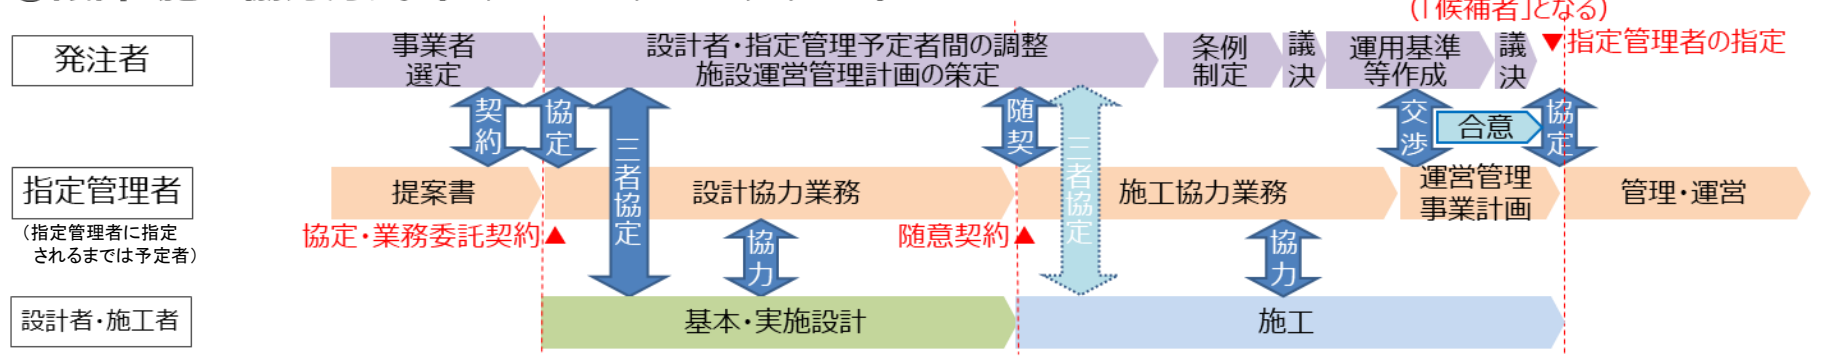 (「候補者」となる)
発注者
事業者
選定
設計者・指定管理予定者間の調整
施設運営管理計画の策定
条例
制定
議
決
運用基準
等作成
議
決
▼指定管理者の指定
契
約
協
定
三
者
協
定
随
契
三
者
協
定
交
渉
合意
協
定
指定管理者
(指定管理者に指定
されるまでは予定者)
提案書
設計協力業務
施工協力業務
運営管理
事業計画
管理・運営
協定・業務委託契約▲
随意契約▲
協
力
協
力
設計者・施工者
基本・実施設計
施工